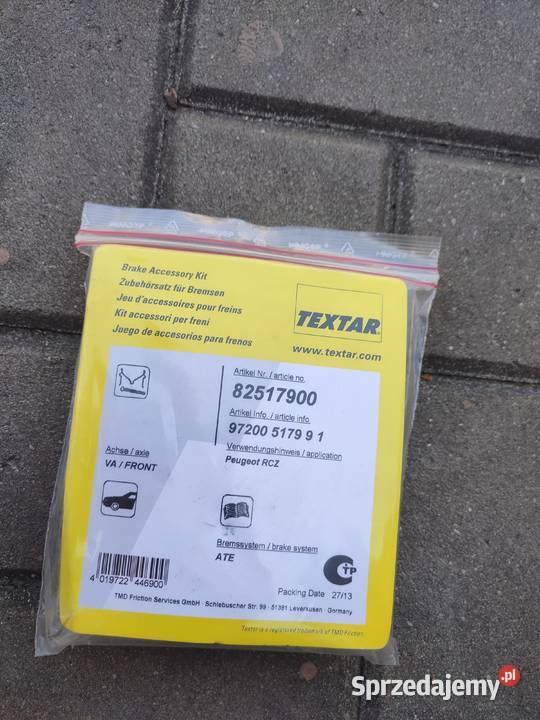 Brake Accessory Kit
Zubehörsatz für Bremsen
Jeu d'accessoires pour freins
Kit accessori per freni
Juego de accesorios para frenos
TEXTAR
www.textar.com
Artikel Nr. / article no
82517900
Artikel Info. / article info
97200 5179 9 1
Verwendungshinweis / application
Peugeot RCZ
Achse / axle
VA / FRONT
Bremssystem / brake system
ATE
TP
4 019722 446900
Packing Date 27/13
TMD Friction Services GmbH · Schlebuscher Str. 99 · 51381 Leverkusen · Germany
Textar is a registered trademark of TMD Friction.
Sprzedajemy.pl